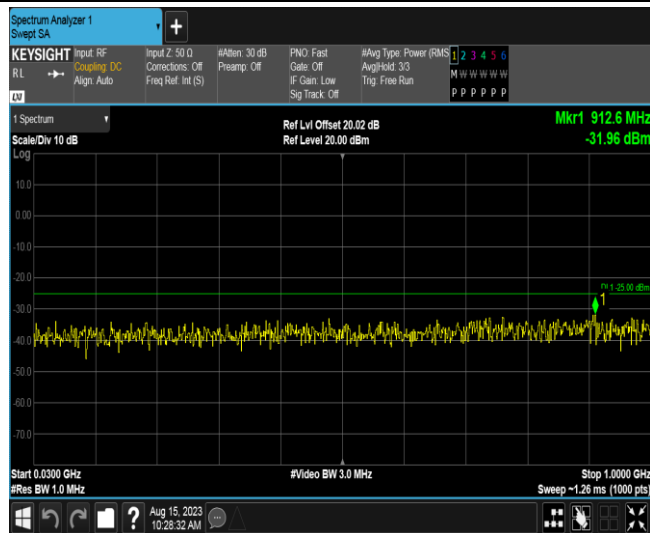 Spectrum Analyzer 1
Swept SA
+
KEYSIGHT
RL
LXI
Input: RF
Coupling: DC
Align: Auto
Input Z: 50 Ω
Corrections: Off
Freq Ref: Int (S)
#Atten: 30 dB
Preamp: Off
PNO: Fast
Gate: Off
IF Gain: Low
Sig Track: Off
#Avg Type: Power (RMS
Avg|Hold: 3/3
Trig: Free Run
1 2 3 4 5 6
M W W W W W
P P P P P P
1 Spectrum
Scale/Div 10 dB
Log
Ref Lvl Offset 20.02 dB
Ref Level 20.00 dBm
Mkr1 912.6 MHz
-31.96 dBm
10.0
0.00
-10.0
-20.0
-30.0
-40.0
-50.0
-60.0
-70.0
DL1 -25.00 dBm
1
Start 0.0300 GHz
#Res BW 1.0 MHz
#Video BW 3.0 MHz
Stop 1.0000 GHz
Sweep ~1.26 ms (1000 pts)
?
Aug 15, 2023
10:28:32 AM